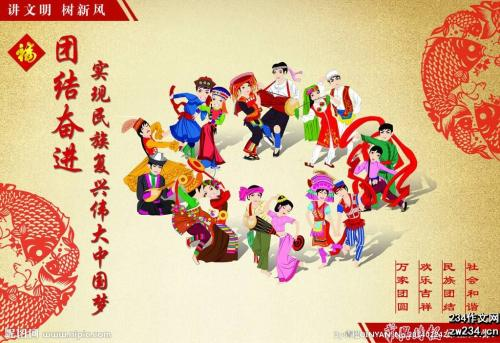 讲文明 树新风
福
团结奋进
实现民族复兴伟大中国梦
社会和谐
民族团结
欢乐吉祥
万家团圆
234作文网
zw234.cn
昵图网 www.nipic.com